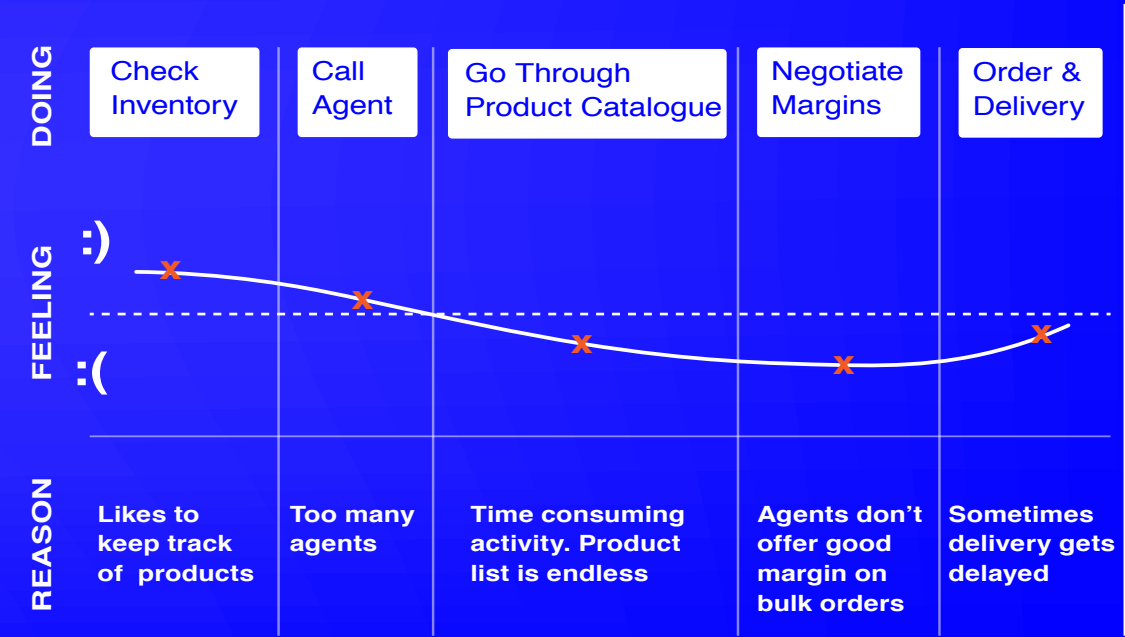 DOING
Check
Inventory
Call
Agent
Go Through
Product Catalogue
Negotiate
Margins
Order &
Delivery
FEELING
:)
:(
x
x
x
x
x
REASON
Likes to
keep track
of products
Too many
agents
Time consuming
activity. Product
list is endless
Agents don't
offer good
margin on
bulk orders
Sometimes
delivery gets
delayed